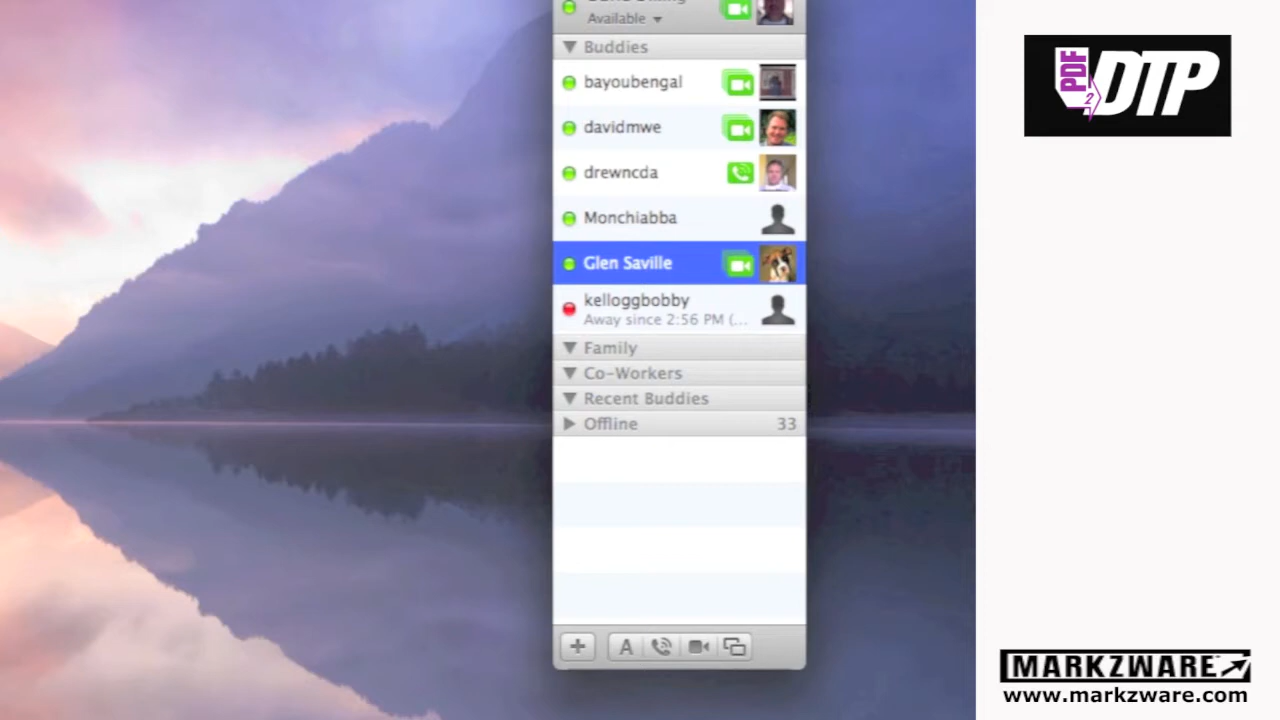 Available
Buddies
bayoubengal
davidmwe
drewncda
Monchiabba
Glen Saville
kelloggbobby
Away since 2:56 PM (...
Family
Co-Workers
Recent Buddies
Offline 33
A
PDF
2
DTP
MARKZWARE
www.markzware.com